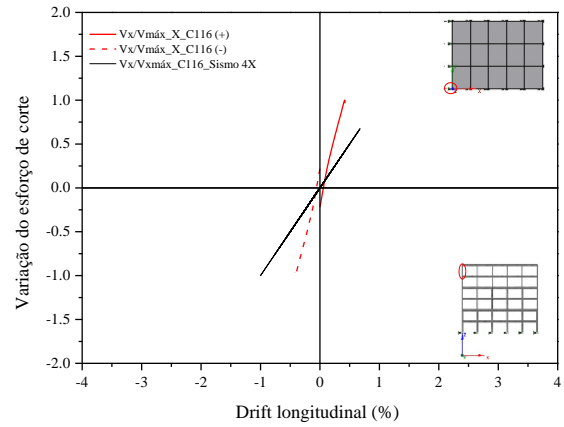 2.0
1.5
1.0
0.5
0.0
-0.5
-1.0
-1.5
-2.0
Variação do esforço de corte
Vx/Vmáx_X_C116 (+)
Vx/Vmáx_X_C116 (-)
Vx/Vxmáx_C116_Sismo 4X
X
-4 -3 -2 -1 0 1 2 3 4
Drift longitudinal (%)